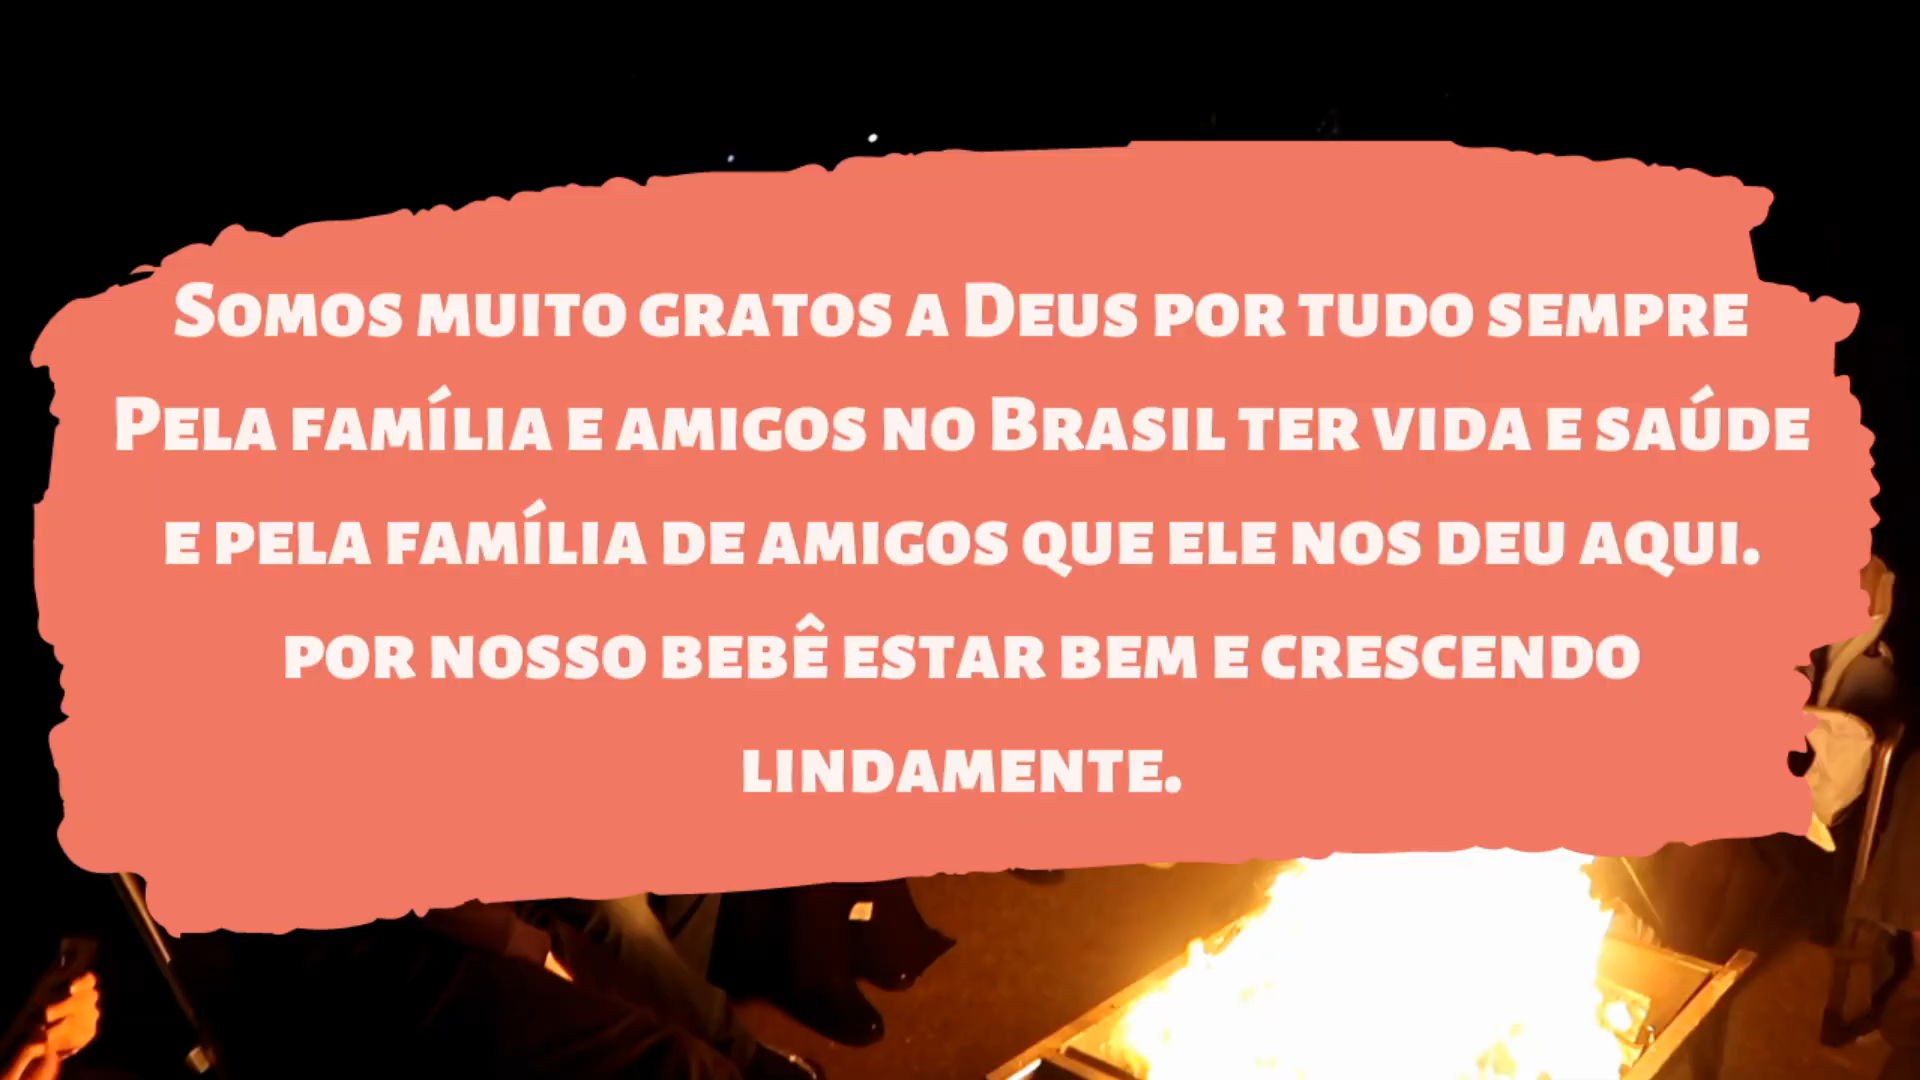 Somos muito gratos a Deus por tudo sempre
Pela família e amigos no Brasil ter vida e saúde
e pela família de amigos que ele nos deu aqui.
por nosso bebê estar bem e crescendo
lindamente.